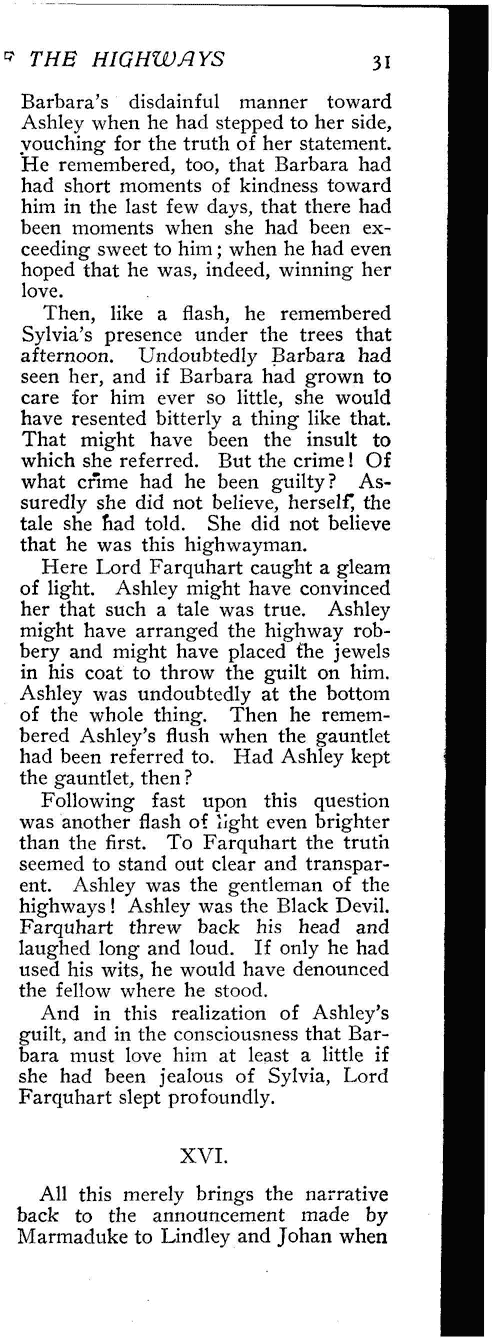 THE HIGHWAYS 31
Barbara's disdainful manner toward
Ashley when he had stepped to her side,
vouching for the truth of her statement.
He remembered, too, that Barbara had
had short moments of kindness toward
him in the last few days, that there had
been moments when she had been ex-
ceeding sweet to him; when he had even
hoped that he was, indeed, winning her
love.
Then, like a flash, he remembered
Sylvia's presence under the trees that
afternoon. Undoubtedly Barbara had
seen her, and if Barbara had grown to
care for him ever so little, she would
have resented bitterly a thing like that.
That might have been the insult to
which she referred. But the crime! Of
what crime had he been guilty? As-
suredly she did not believe, herself, the
tale she had told. She did not believe
that he was this highwayman.
Here Lord Farquhart caught a gleam
of light. Ashley might have convinced
her that such a tale was true. Ashley
might have arranged the highway rob-
bery and might have placed the jewels
in his coat to throw the guilt on him.
Ashley was undoubtedly at the bottom
of the whole thing. Then he remem-
bered Ashley's flush when the gauntlet
had been referred to. Had Ashley kept
the gauntlet, then?
Following fast upon this question
was another flash of light even brighter
than the first. To Farquhart the truth
seemed to stand out clear and transpar-
ent. Ashley was the gentleman of the
highways! Ashley was the Black Devil.
Farquhart threw back his head and
laughed long and loud. If only he had
used his wits, he would have denounced
the fellow where he stood.
And in this realization of Ashley's
guilt, and in the consciousness that Bar-
bara must love him at least a little if
she had been jealous of Sylvia, Lord
Farquhart slept profoundly.
XVI.
All this merely brings the narrative
back to the announcement made by
Marmaduke to Lindley and Johan when